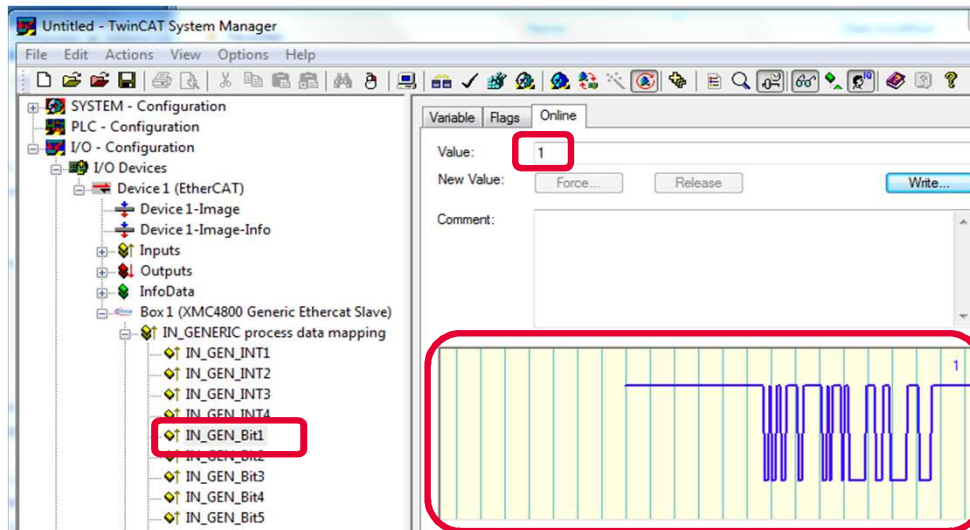 Untitled - TwinCAT System Manager
File Edit Actions View Options Help
SYSTEM - Configuration
PLC - Configuration
I/O - Configuration
I/O Devices
Device 1 (EtherCAT)
Device 1-Image
Device 1-Image-Info
Inputs
Outputs
InfoData
Box 1 (XMC4800 Generic Ethercat Slave)
IN_GENERIC process data mapping
IN_GEN_INT1
IN_GEN_INT2
IN_GEN_INT3
IN_GEN_INT4
IN_GEN_Bit1
IN_GEN_Bit2
IN_GEN_Bit3
IN_GEN_Bit4
IN_GEN_Bit5
Variable Flags Online
Value: 1
New Value: Force... Release Write...
Comment:
1